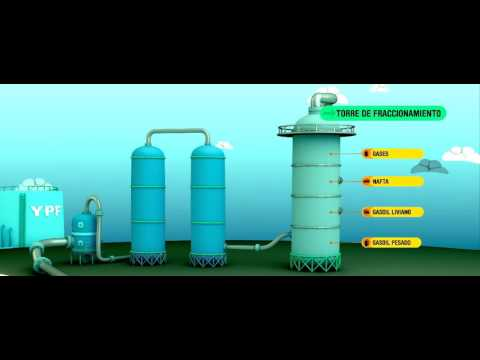 TORRE DE FRACCIONAMIENTO
GASES
NAFTA
GASOIL LIVIANO
GASOIL PESADO
YPF